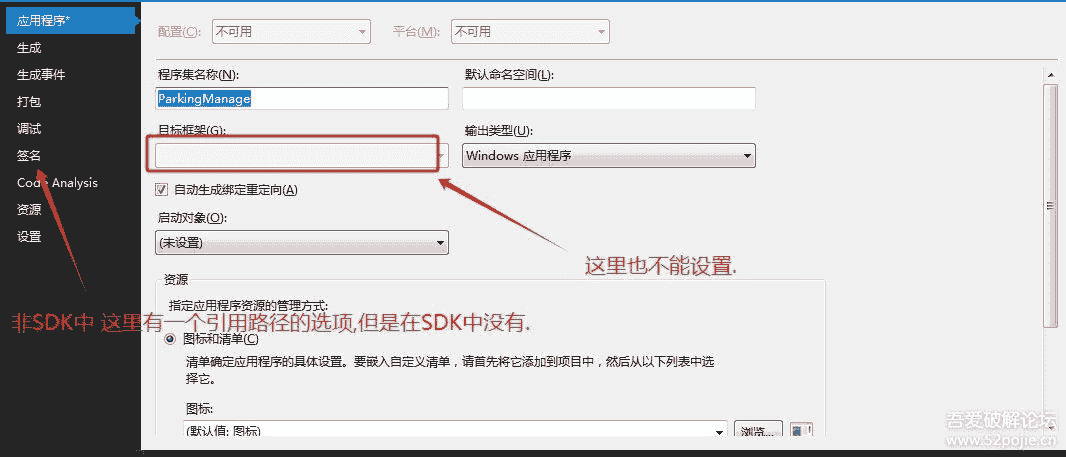 应用程序*
配置(C):
不可用
平台(M):
不可用
生成
生成事件
打包
调试
签名
Code Analysis
资源
设置
程序集名称(N):
默认命名空间(L):
ParkingManage
目标框架(G):
输出类型(U):
Windows 应用程序
自动生成绑定重定向(A)
启动对象(O):
(未设置)
这里也不能设置.
资源
指定应用程序资源的管理方式:
非SDK中 这里有一个引用路径的选项,但是在SDK中没有.
图标和清单(C)
清单确定应用程序的具体设置。要嵌入自定义清单，请首先将它添加到项目中，然后从以下列表中选
择它。
图标:
(默认值: 图标)
浏览...
吾爱破解论坛
www.52pojie.cn